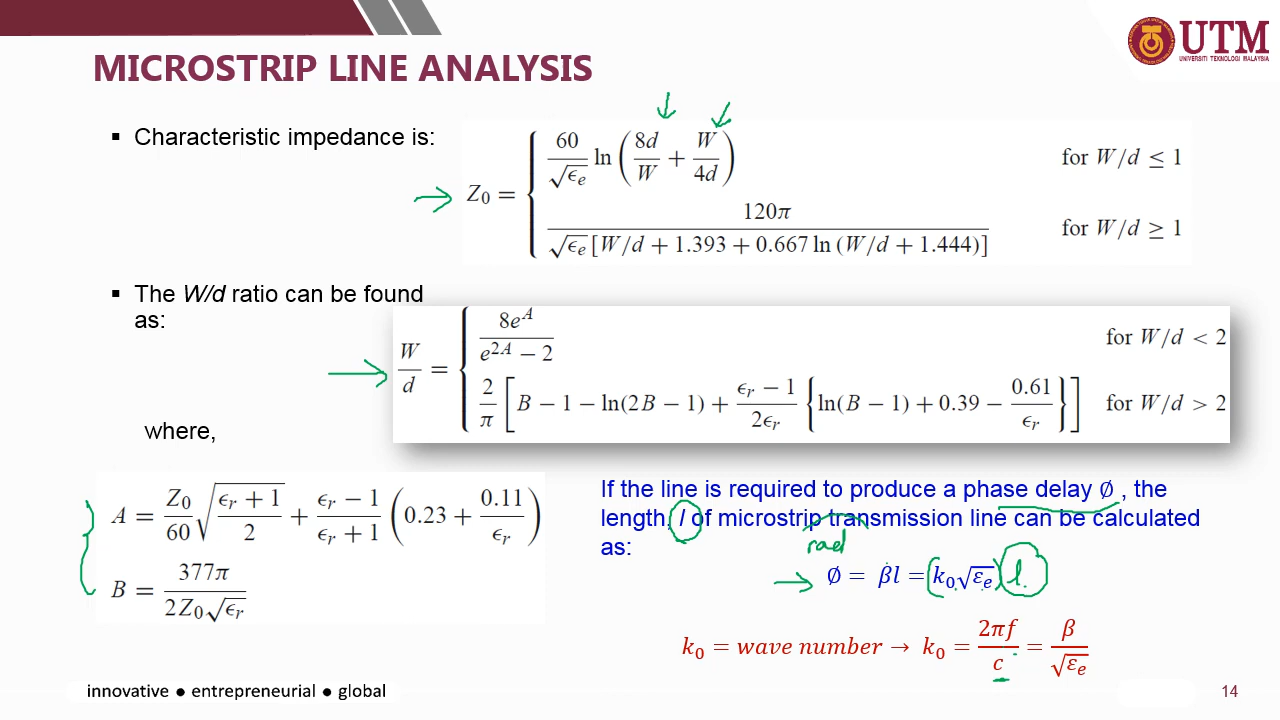 UTM
UNIVERSITI TEKNOLOGI MALAYSIA
MICROSTRIP LINE ANALYSIS
▪ Characteristic impedance is:
Z₀ = { 60/√ϵₑ ln (8d/W + W/4d) for W/d ≤ 1
120π / √ϵₑ [W/d + 1.393 + 0.667 ln (W/d + 1.444)] for W/d ≥ 1
▪ The W/d ratio can be found
as:
W/d = { 8e^A / e^2A − 2 for W/d < 2
2/π [B − 1 − ln(2B − 1) + ϵᵣ − 1 / 2ϵᵣ {ln(B − 1) + 0.39 − 0.61/ϵᵣ}] for W/d > 2
where,
A = Z₀/60 √(ϵᵣ + 1 / 2) + ϵᵣ − 1 / ϵᵣ + 1 (0.23 + 0.11/ϵᵣ)
B = 377π / 2Z₀√ϵᵣ
If the line is required to produce a phase delay ∅ , the
length, l of microstrip transmission line can be calculated
as:
rad
∅ = βl = k₀√εₑ l.
k₀ = wave number → k₀ = 2πf/c = β/√εₑ
innovative ● entrepreneurial ● global
14